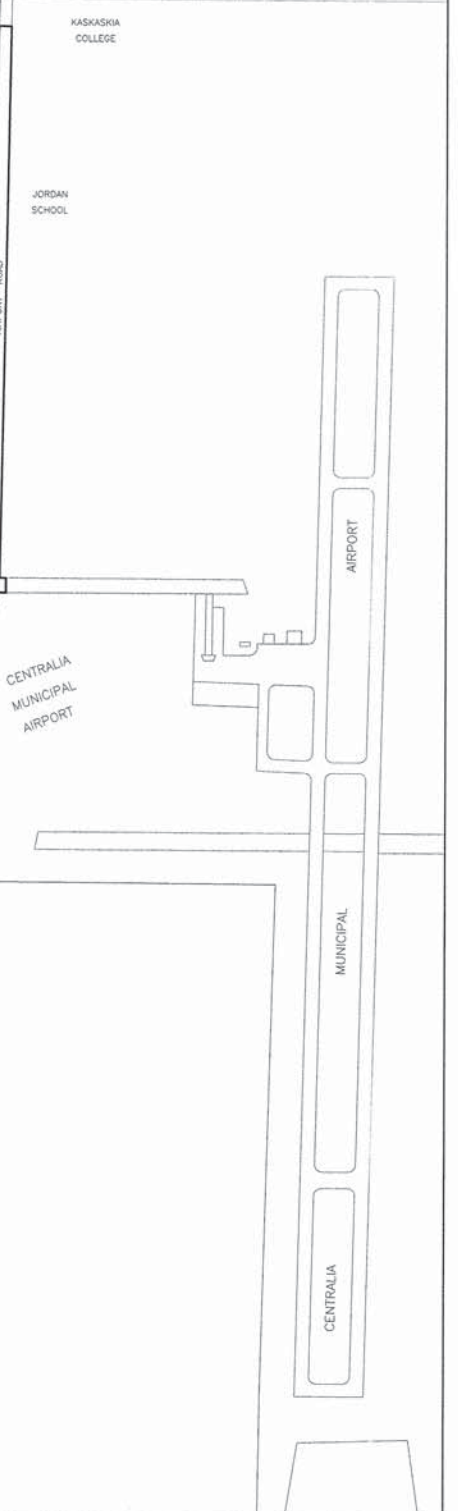 KASKASKIA
COLLEGE
JORDAN
SCHOOL
AIRPORT
CENTRALIA
MUNICIPAL
AIRPORT
MUNICIPAL
CENTRALIA